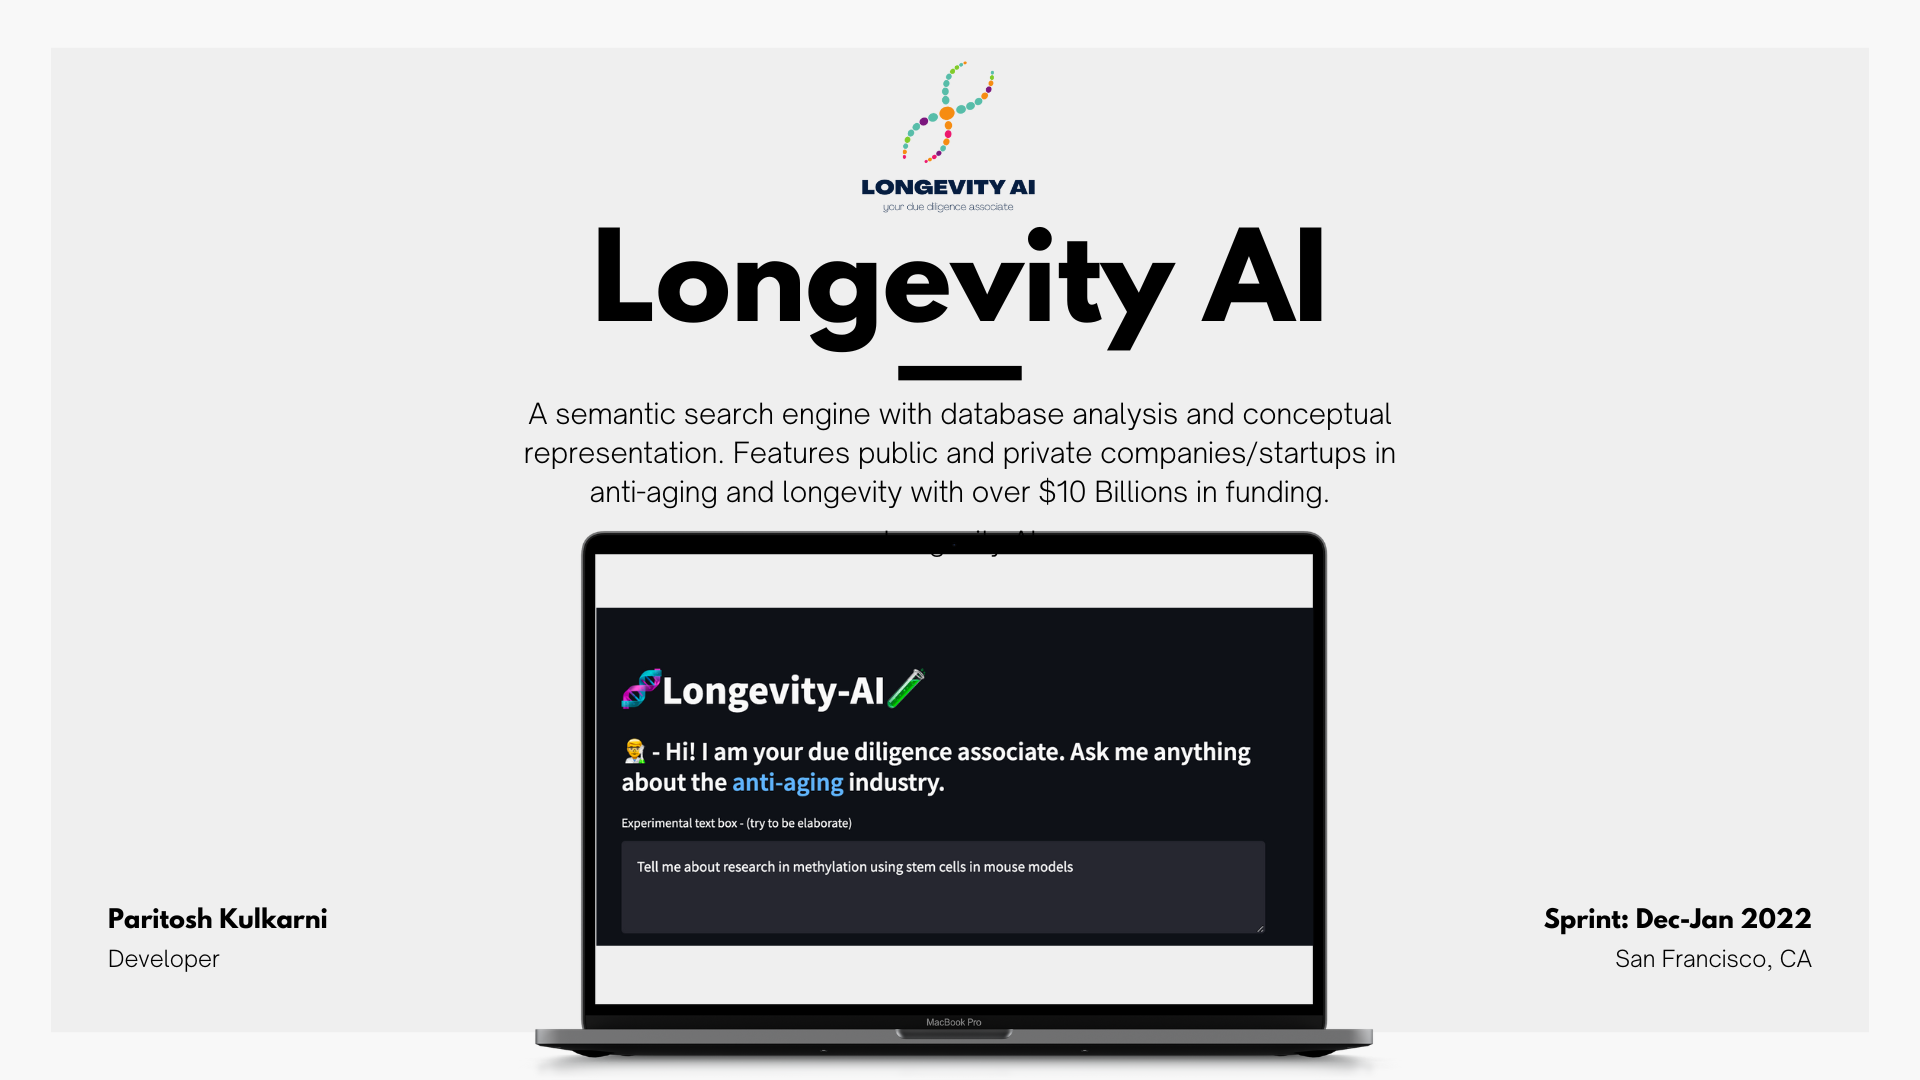 LONGEVITY AI
your due diligence associate
Longevity AI
A semantic search engine with database analysis and conceptual
representation. Features public and private companies/startups in
anti-aging and longevity with over $10 Billions in funding.
Longevity-AI
- Hi! I am your due diligence associate. Ask me anything
about the anti-aging industry.
Experimental text box - (try to be elaborate)
Tell me about research in methylation using stem cells in mouse models
MacBook Pro
Paritosh Kulkarni
Developer
Sprint: Dec-Jan 2022
San Francisco, CA